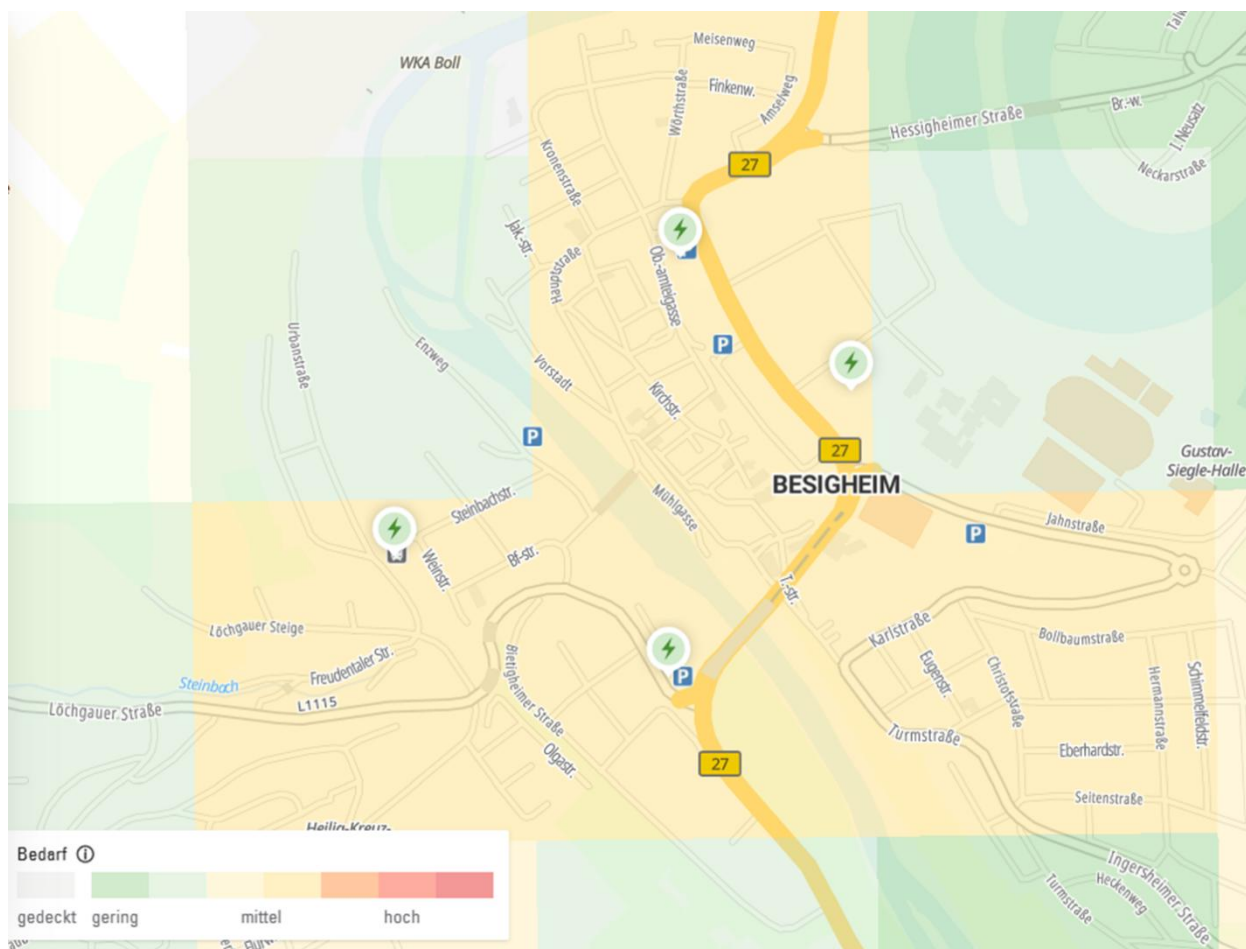 Meisenweg
WKA Boll
Finkenw.
Wörthstraße
Amselweg
Br.-w.
Hessigheimer Straße
I. Neusatz
27
Kronenstraße
Neckarstraße
Jak.-str.
Hauptstraße
Ob.-amteigasse
Urbanstraße
Enzweg
P
Vorstadt
Kirchstr.
P
27
Gustav-
Siegle-Halle
BESIGHEIM
Steinbachstr.
Mühlgasse
Jahnstraße
P
Weinstr.
Bf-str.
T.-str.
Löchgauer Steige
Karlstraße
Bollbaumstraße
Freudentaler Str.
Bietigheimer Straße
Eugenstr.
Christofstraße
Hermannstraße
Schimmelfeldstr.
P
Steinbach
L1115
Löchgauer Straße
Turmstraße
Olgastr.
Eberhardstr.
27
Seitenstraße
Heilig-Kreuz-
Ingersheimer Straße
Heckenweg
Turmstraße
Bedarf
gedeckt gering mittel hoch